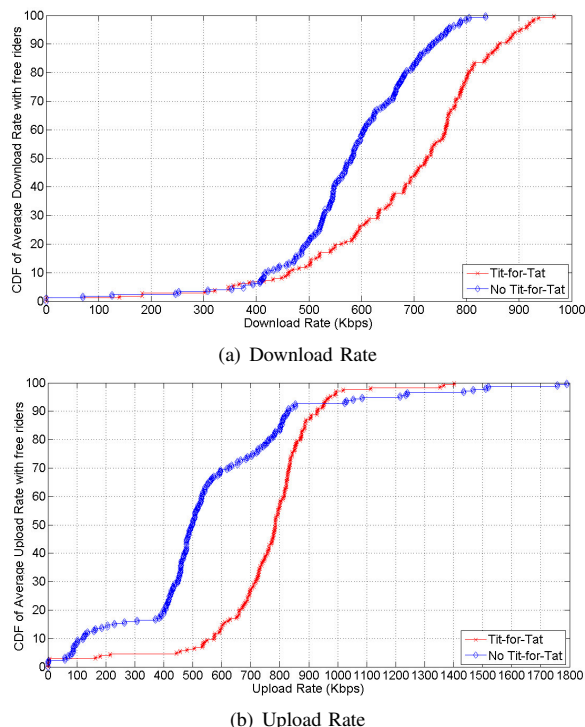 100
90
80
70
60
50
40
30
20
10
0
CDF of Average Download Rate with free riders
Tit-for-Tat
No Tit-for-Tat
0 100 200 300 400 500 600 700 800 900 1000
Download Rate (Kbps)
(a) Download Rate
100
90
80
70
60
50
40
30
20
10
0
CDF of Average Upload Rate with free riders
Tit-for-Tat
No Tit-for-Tat
0 100 200 300 400 500 600 700 800 900 1000 1100 1200 1300 1400 1500 1600 1700 1800
Upload Rate (Kbps)
(b) Upload Rate